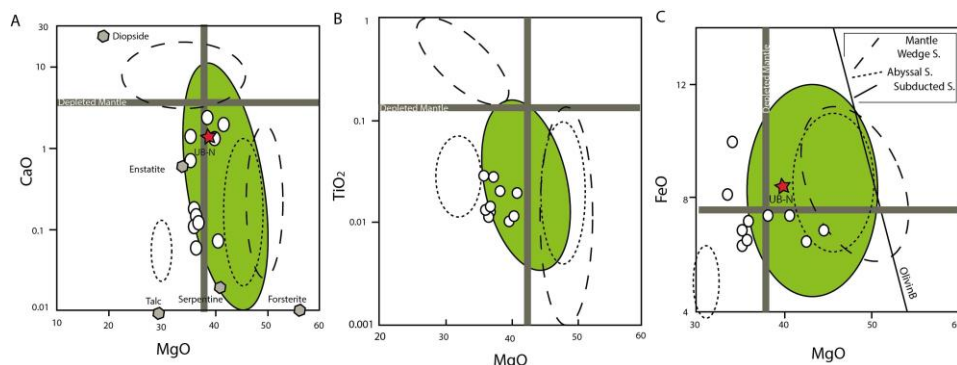 A
30
Diopside
10
Depleted Mantle
1
UB-N
Enstatite
0.1
Talc
Serpentine
Forsterite
0.01
10
20
30
40
50
60
CaO
MgO
B
1
Depleted Mantle
0.1
0.01
0.001
20
30
40
50
60
TiO2
MgO
C
Mantle
Wedge S.
Abyssal S.
Subducted S.
12
Depleted Mantle
8
UB-N
OlivinB
4
40
50
60
FeO
MgO